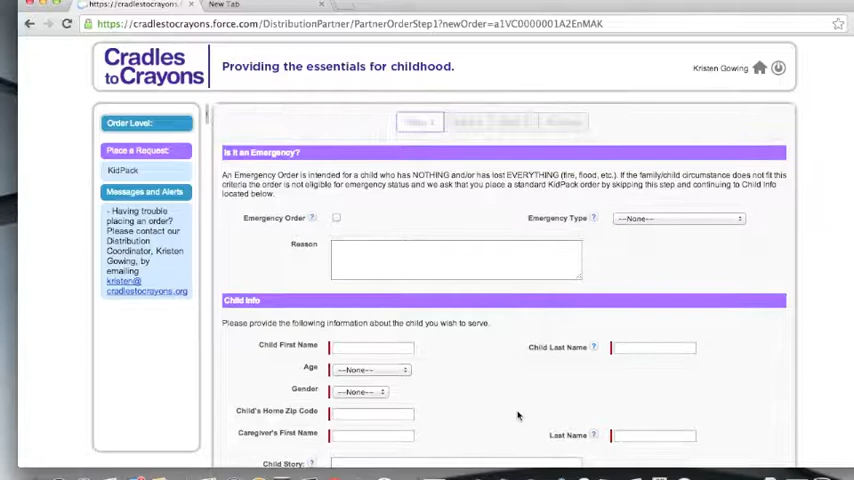 https://cradlestocrayons.f
New Tab
https://cradlestocrayons.force.com/DistributionPartner/PartnerOrderStep1?newOrder=a1VC0000001A2EnMAK
Cradles
to Crayons
Providing the essentials for childhood.
Kristen Gowing
Order Level:
Place a Request:
KidPack
Messages and Alerts
- Having trouble
placing an order?
Please contact our
Distribution
Coordinator, Kristen
Gowing, by
emailing
kristen@
cradlestocrayons.org
Is it an Emergency?
An Emergency Order is intended for a child who has NOTHING and/or has lost EVERYTHING (fire, flood, etc.). If the family/child circumstance does not fit this
criteria the order is not eligible for emergency status and we ask that you place a standard KidPack order by skipping this step and continuing to Child Info
located below.
Emergency Order ?
Emergency Type ? --None--
Reason
Child Info
Please provide the following information about the child you wish to serve.
Child First Name
Child Last Name ?
Age --None--
Gender --None--
Child's Home Zip Code
Caregiver's First Name
Last Name ?
Child Story: ?